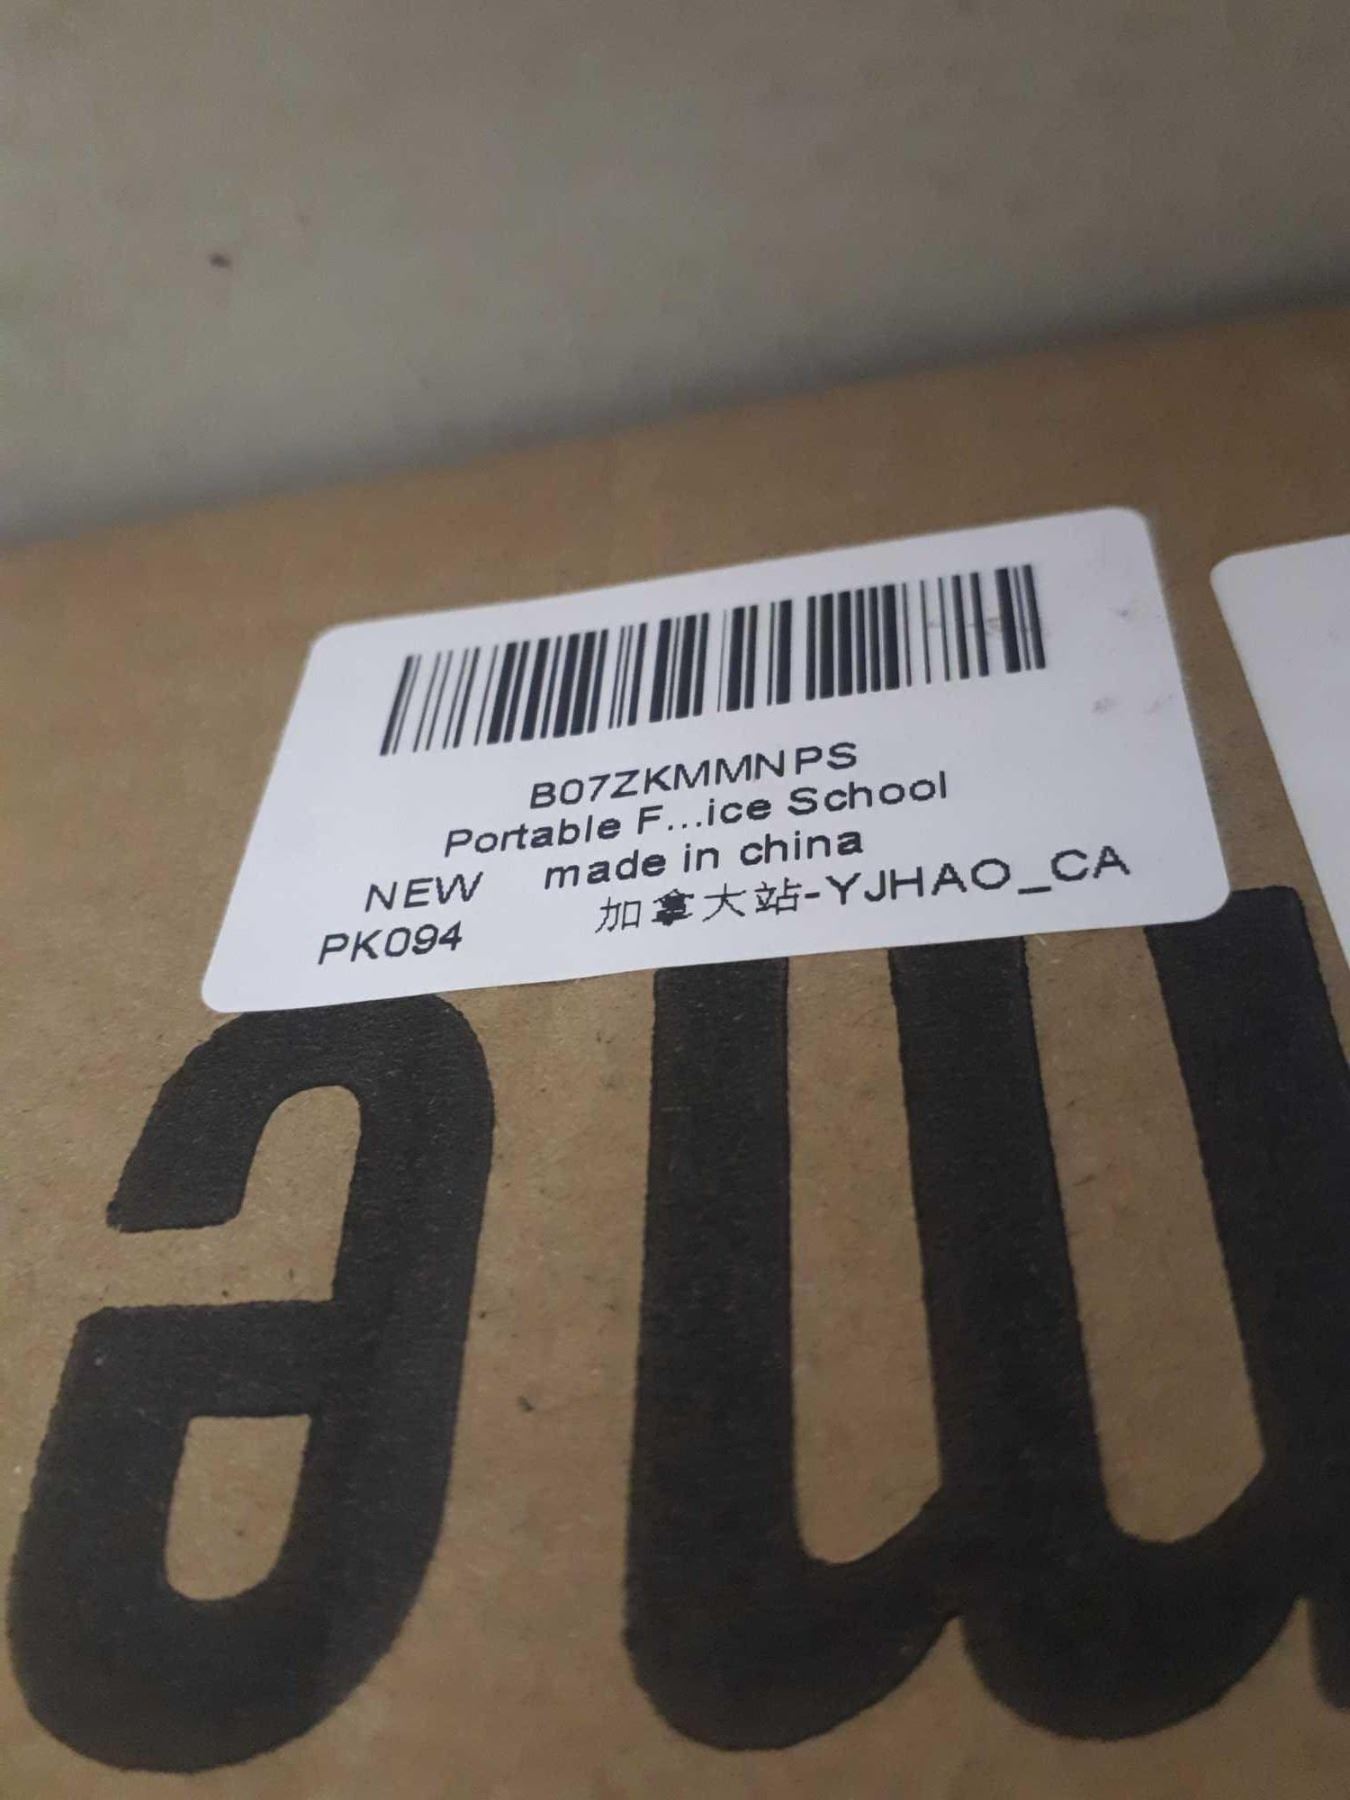 B07ZKMMNPS
Portable F...ice School
NEW made in china
PK094 加拿大站-YJHAO_CA